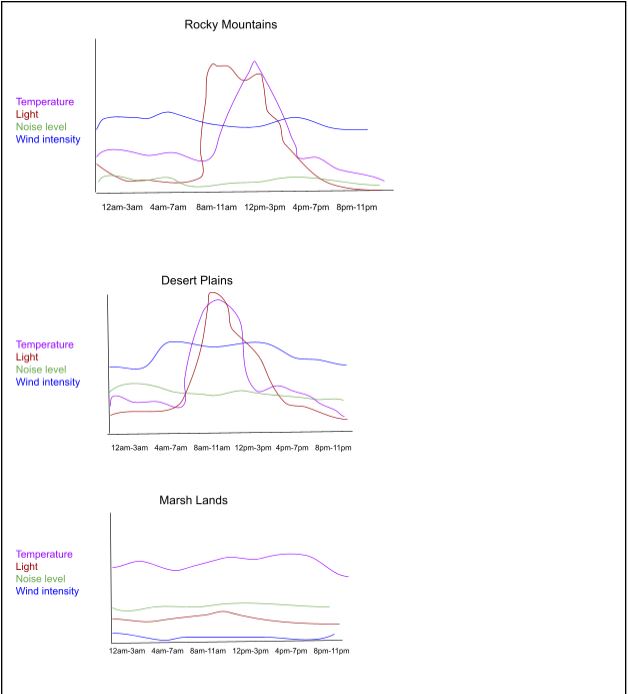 Rocky Mountains
Temperature
Light
Noise level
Wind intensity
12am-3am 4am-7am 8am-11am 12pm-3pm 4pm-7pm 8pm-11pm
Desert Plains
Temperature
Light
Noise level
Wind intensity
12am-3am 4am-7am 8am-11am 12pm-3pm 4pm-7pm 8pm-11pm
Marsh Lands
Temperature
Light
Noise level
Wind intensity
12am-3am 4am-7am 8am-11am 12pm-3pm 4pm-7pm 8pm-11pm